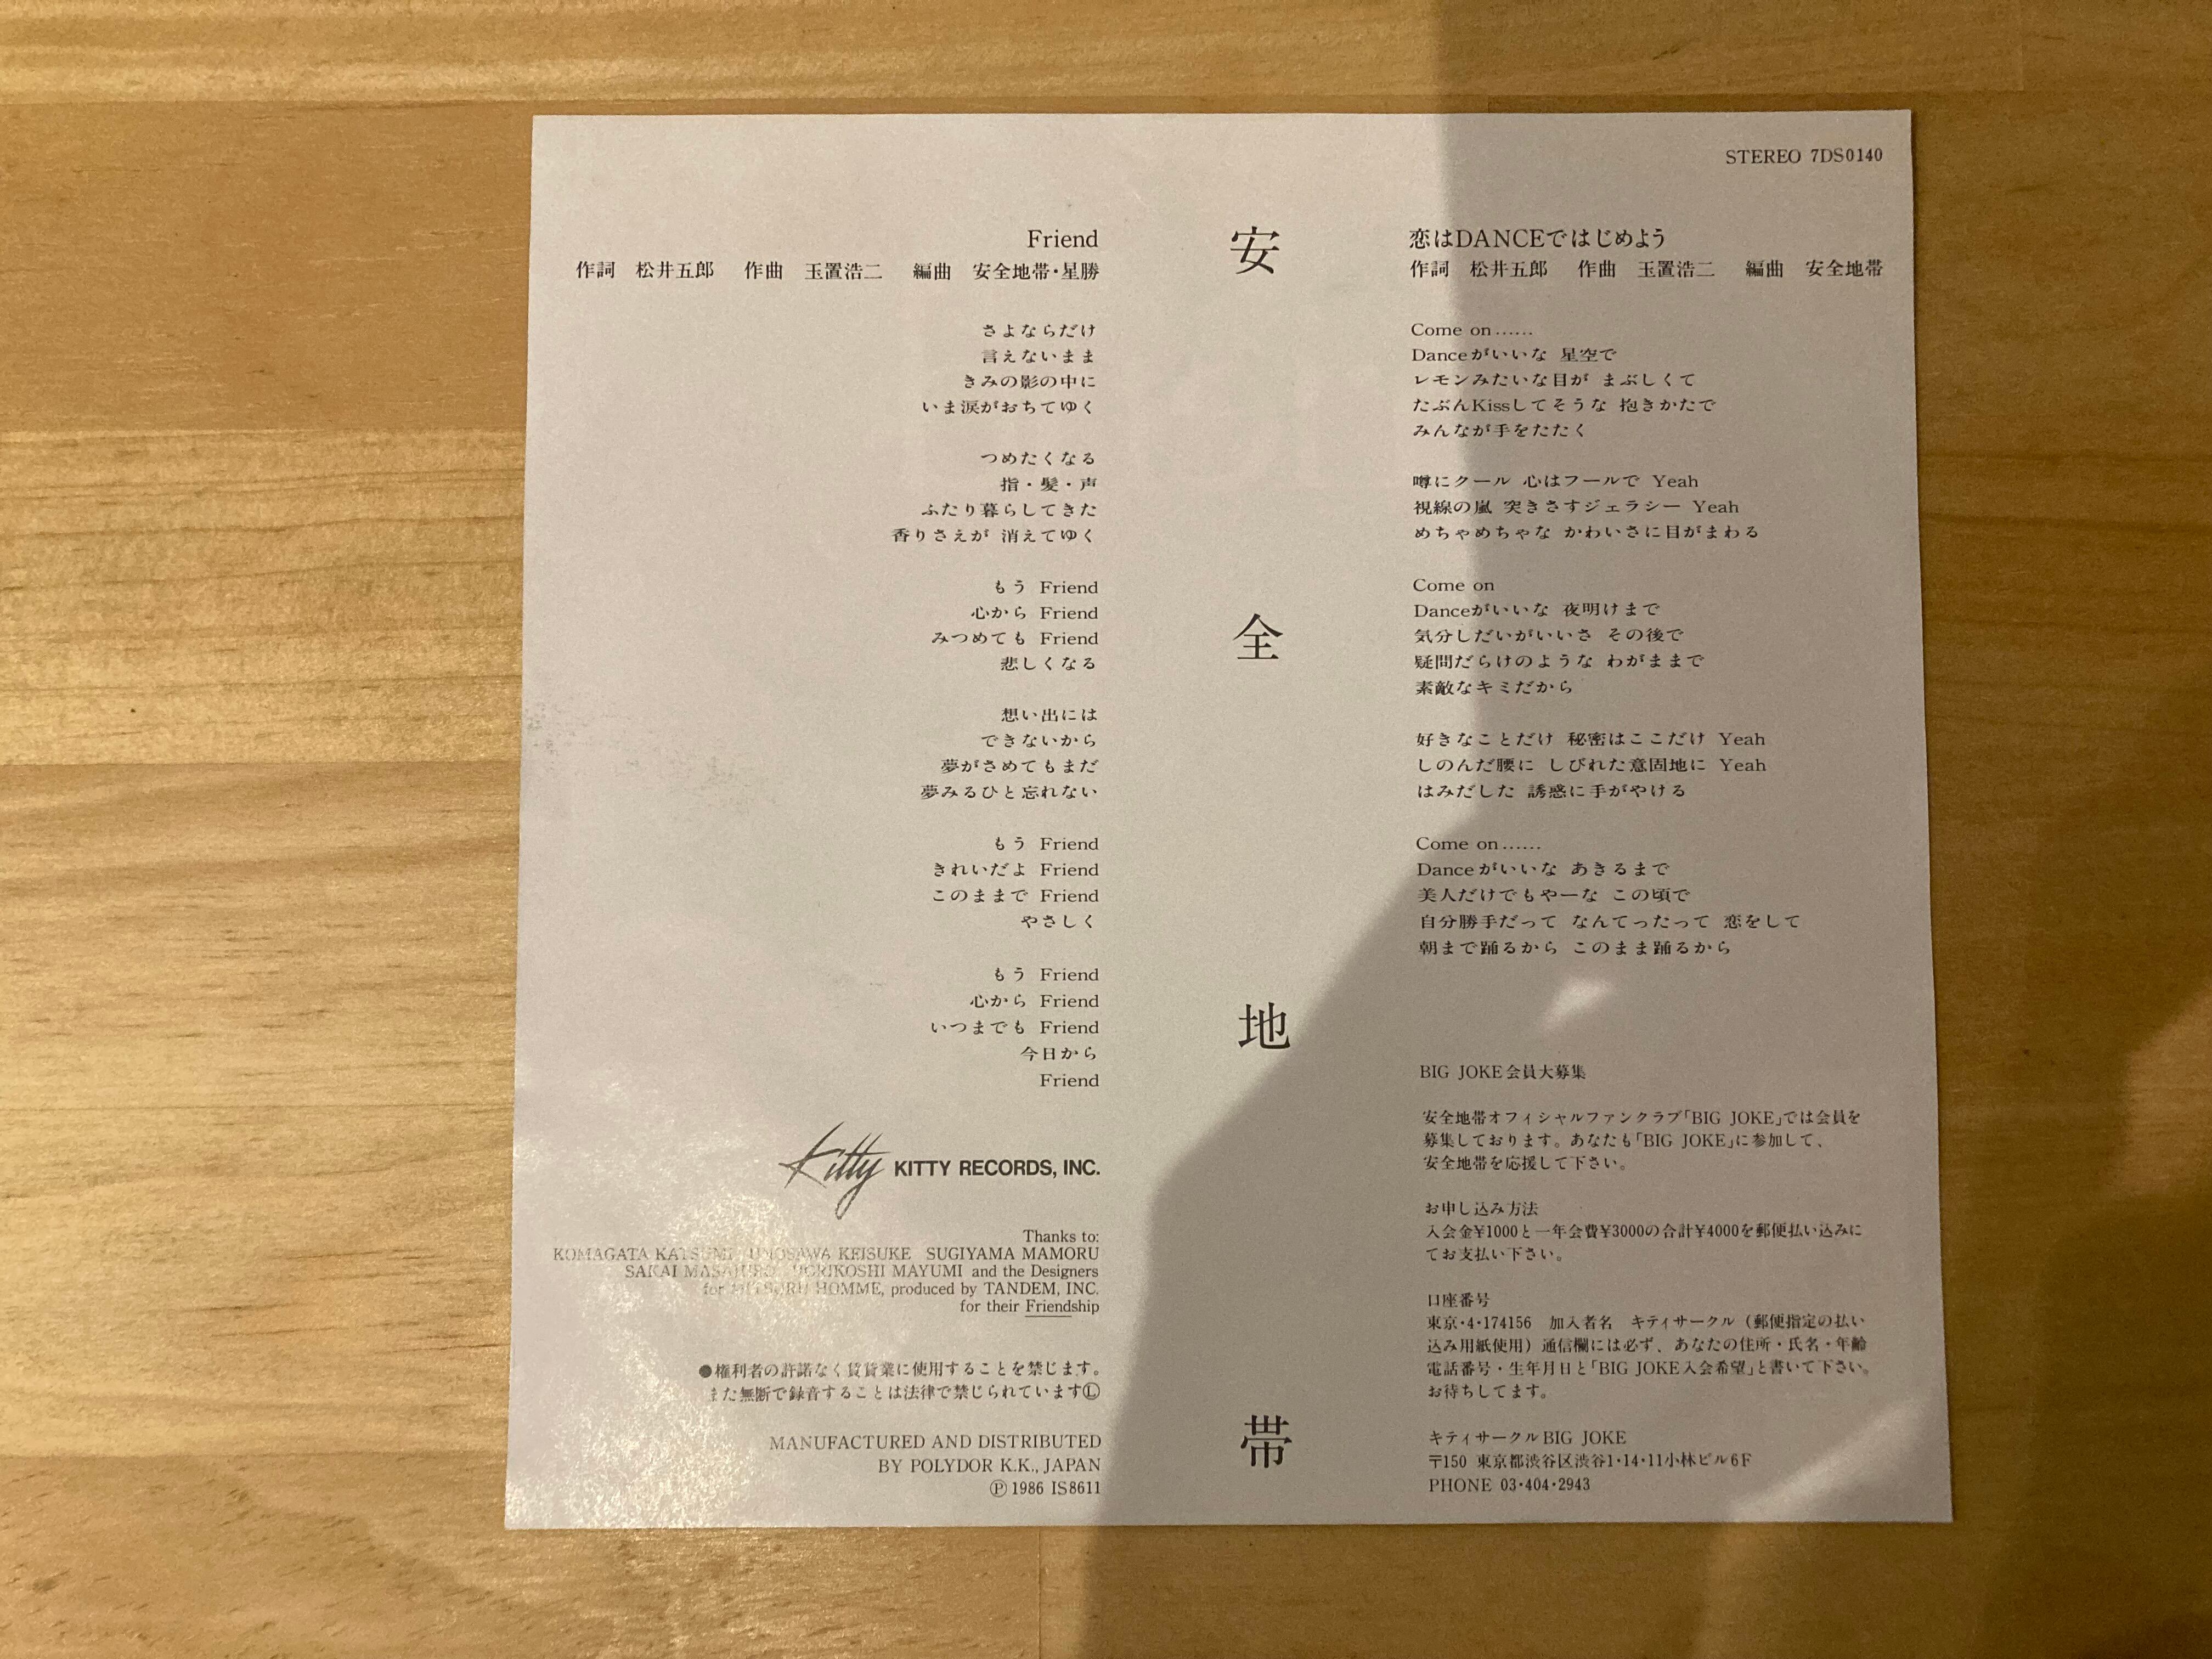 STEREO 7DS0140
Friend
作詞 松井五郎 作曲 玉置浩二 編曲 安全地帯・星勝
さよならだけ
言えないまま
きみの影の中に
いま涙がおちてゆく
つめたくなる
指・髪・声
ふたり暮らしてきた
香りさえが 消えてゆく
もう Friend
心から Friend
みつめても Friend
悲しくなる
想い出には
できないから
夢がさめてもまだ
夢みるひと忘れない
もう Friend
きれいだよ Friend
このままで Friend
やさしく
もう Friend
心から Friend
いつまでも Friend
今日から
Friend
Kitty KITTY RECORDS, INC.
Thanks to:
KOMAGATA KATSUMI KEISUKE SUGIYAMA MAMORU
SAKAI MASAHIRO HORIKOSHI MAYUMI and the Designers
for HOMME, produced by TANDEM, INC.
for their Friendship
●権利者の許諾なく賃貸業に使用することを禁じます。
また無断で録音することは法律で禁じられていますⓁ
MANUFACTURED AND DISTRIBUTED
BY POLYDOR K.K., JAPAN
Ⓟ 1986 IS8611
安
全
地
帯
恋はDANCEではじめよう
作詞 松井五郎 作曲 玉置浩二 編曲 安全地帯
Come on……
Danceがいいな 星空で
レモンみたいな目が まぶしくて
たぶんKissしてそうな 抱きかたで
みんなが手をたたく
噂にクール 心はフールで Yeah
視線の嵐 突きさすジェラシー Yeah
めちゃめちゃな かわいさに目がまわる
Come on
Danceがいいな 夜明けまで
気分しだいがいいさ その後で
疑問だらけのような わがままで
素敵なキミだから
好きなことだけ 秘密はここだけ Yeah
しのんだ腰に しびれた意固地に Yeah
はみだした 誘惑に手がやける
Come on……
Danceがいいな あきるまで
美人だけでもやーな この頃で
自分勝手だって なんてったって 恋をして
朝まで踊るから このまま踊るから
BIG JOKE会員大募集
安全地帯オフィシャルファンクラブ「BIG JOKE」では会員を
募集しております。あなたも「BIG JOKE」に参加して、
安全地帯を応援して下さい。
お申し込み方法
入会金¥1000と一年会費¥3000の合計¥4000を郵便払い込みに
てお支払い下さい。
口座番号
東京・4・174156 加入者名 キティサークル（郵便指定の払い
込み用紙使用）通信欄には必ず、あなたの住所・氏名・年齢
電話番号・生年月日と「BIG JOKE入会希望」と書いて下さい。
お待ちしてます。
キティサークルBIG JOKE
〒150 東京都渋谷区渋谷1・14・11小林ビル6F
PHONE 03・404・2943